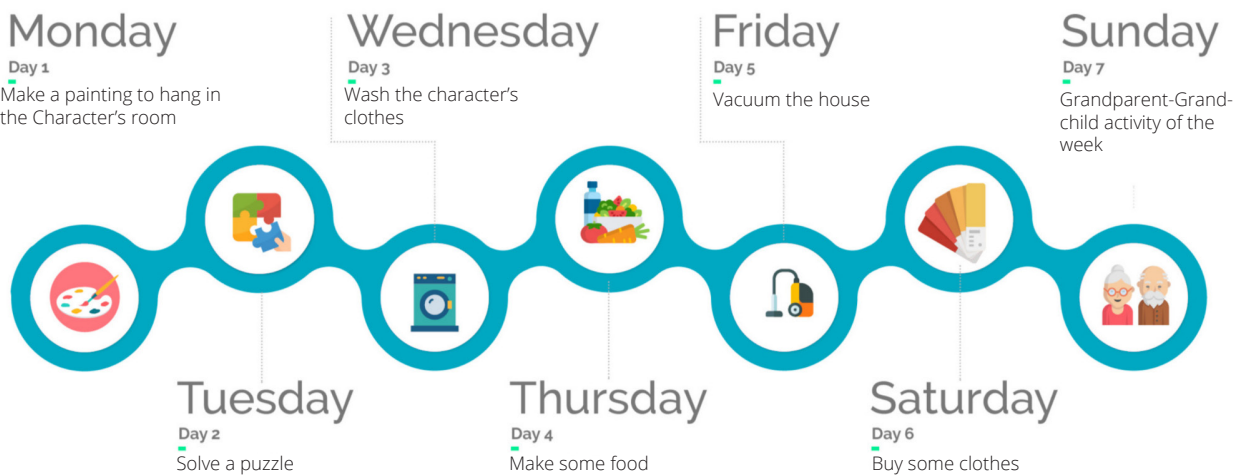 Monday
Day 1
Make a painting to hang in
the Character's room
Tuesday
Day 2
Solve a puzzle
Wednesday
Day 3
Wash the character's
clothes
Thursday
Day 4
Make some food
Friday
Day 5
Vacuum the house
Saturday
Day 6
Buy some clothes
Sunday
Day 7
Grandparent-Grand-
child activity of the
week